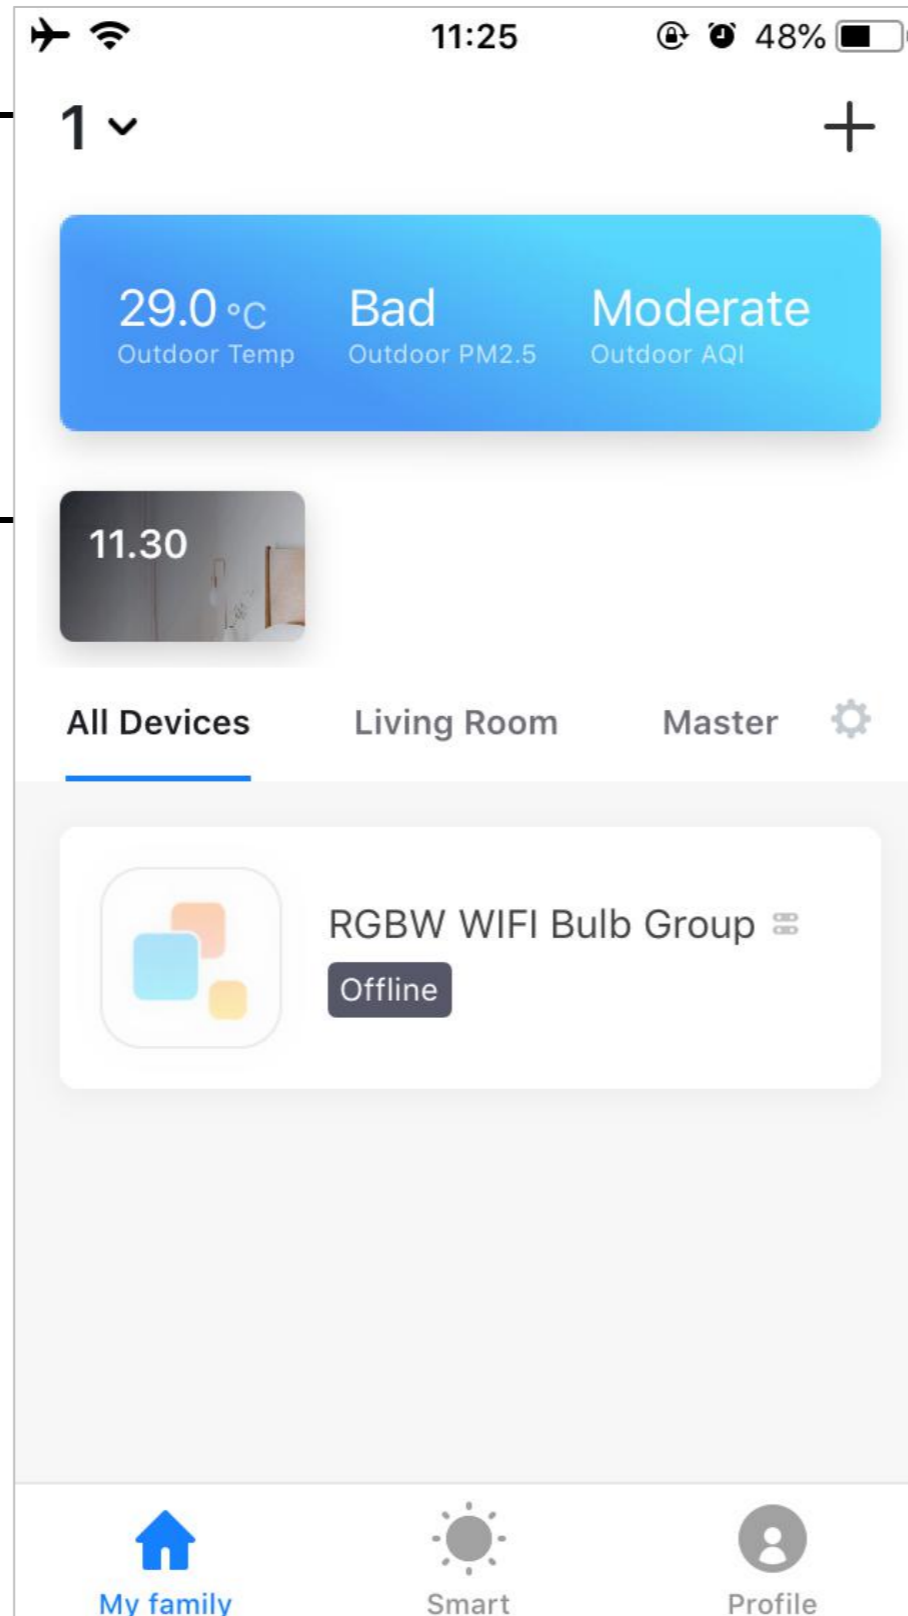 11:25 48%
1
29.0 °C Bad Moderate
Outdoor Temp Outdoor PM2.5 Outdoor AQI
11.30
All Devices Living Room Master
RGBW WIFI Bulb Group
Offline
My family Smart Profile